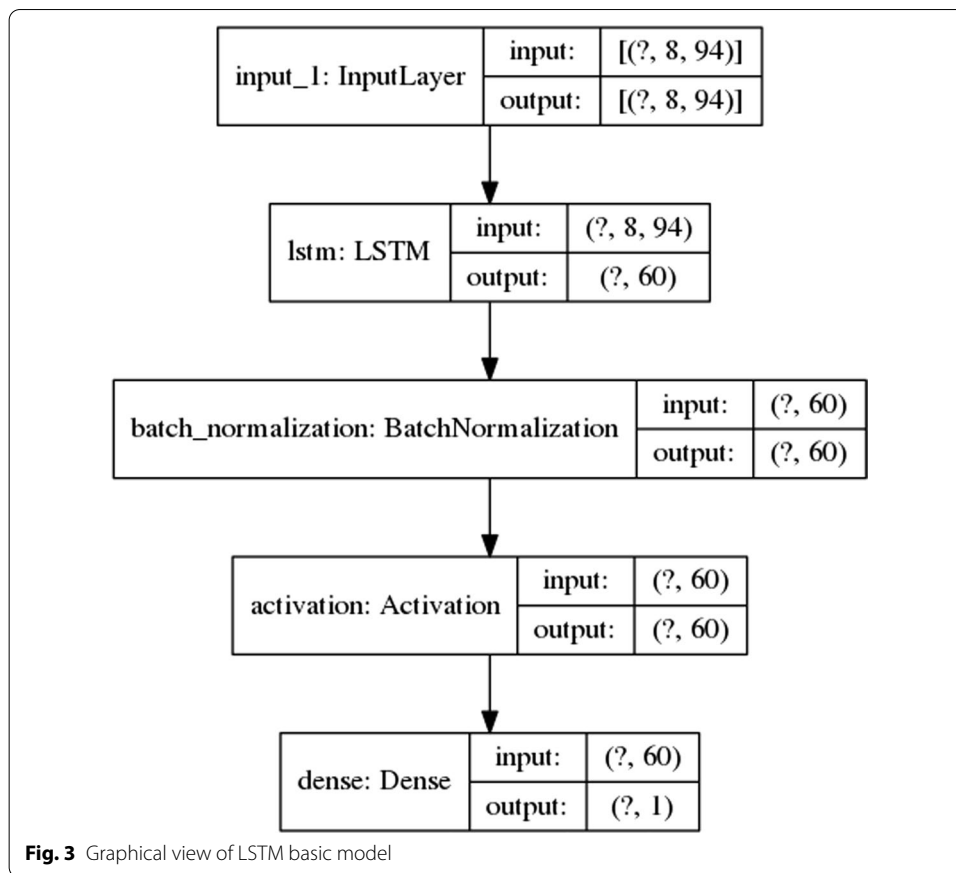 input_1: InputLayer
input: [(?, 8, 94)]
output: [(?, 8, 94)]
lstm: LSTM
input: (?, 8, 94)
output: (?, 60)
batch_normalization: BatchNormalization
input: (?, 60)
output: (?, 60)
activation: Activation
input: (?, 60)
output: (?, 60)
dense: Dense
input: (?, 60)
output: (?, 1)
Fig. 3 Graphical view of LSTM basic model